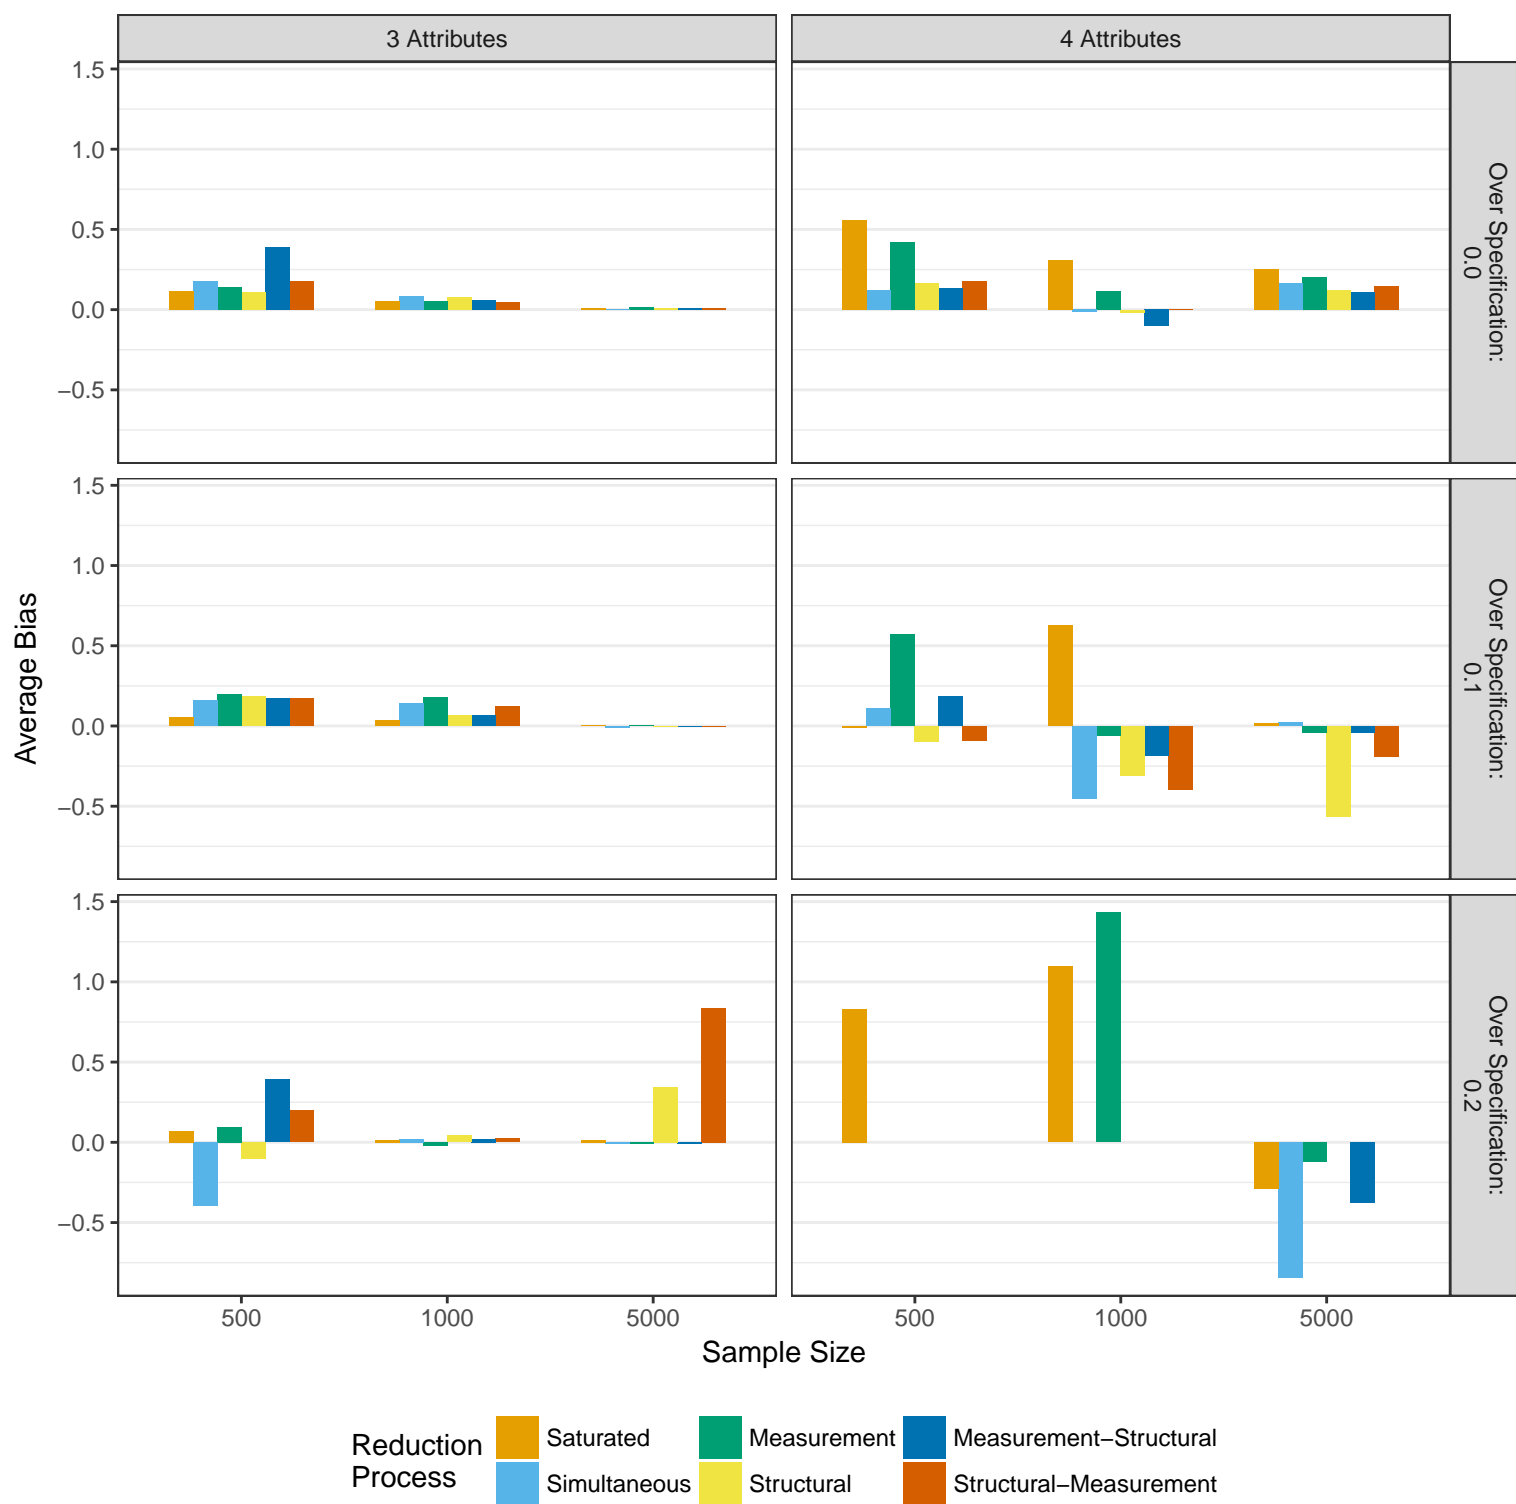 3 Attributes
4 Attributes
1.5
1.0
0.5
0.0
−0.5
Over Specification:
0.0
1.5
1.0
0.5
0.0
−0.5
Over Specification:
0.1
1.5
1.0
0.5
0.0
−0.5
Over Specification:
0.2
Average Bias
500
1000
5000
500
1000
5000
Sample Size
Reduction
Process
Saturated
Measurement
Measurement−Structural
Simultaneous
Structural
Structural−Measurement